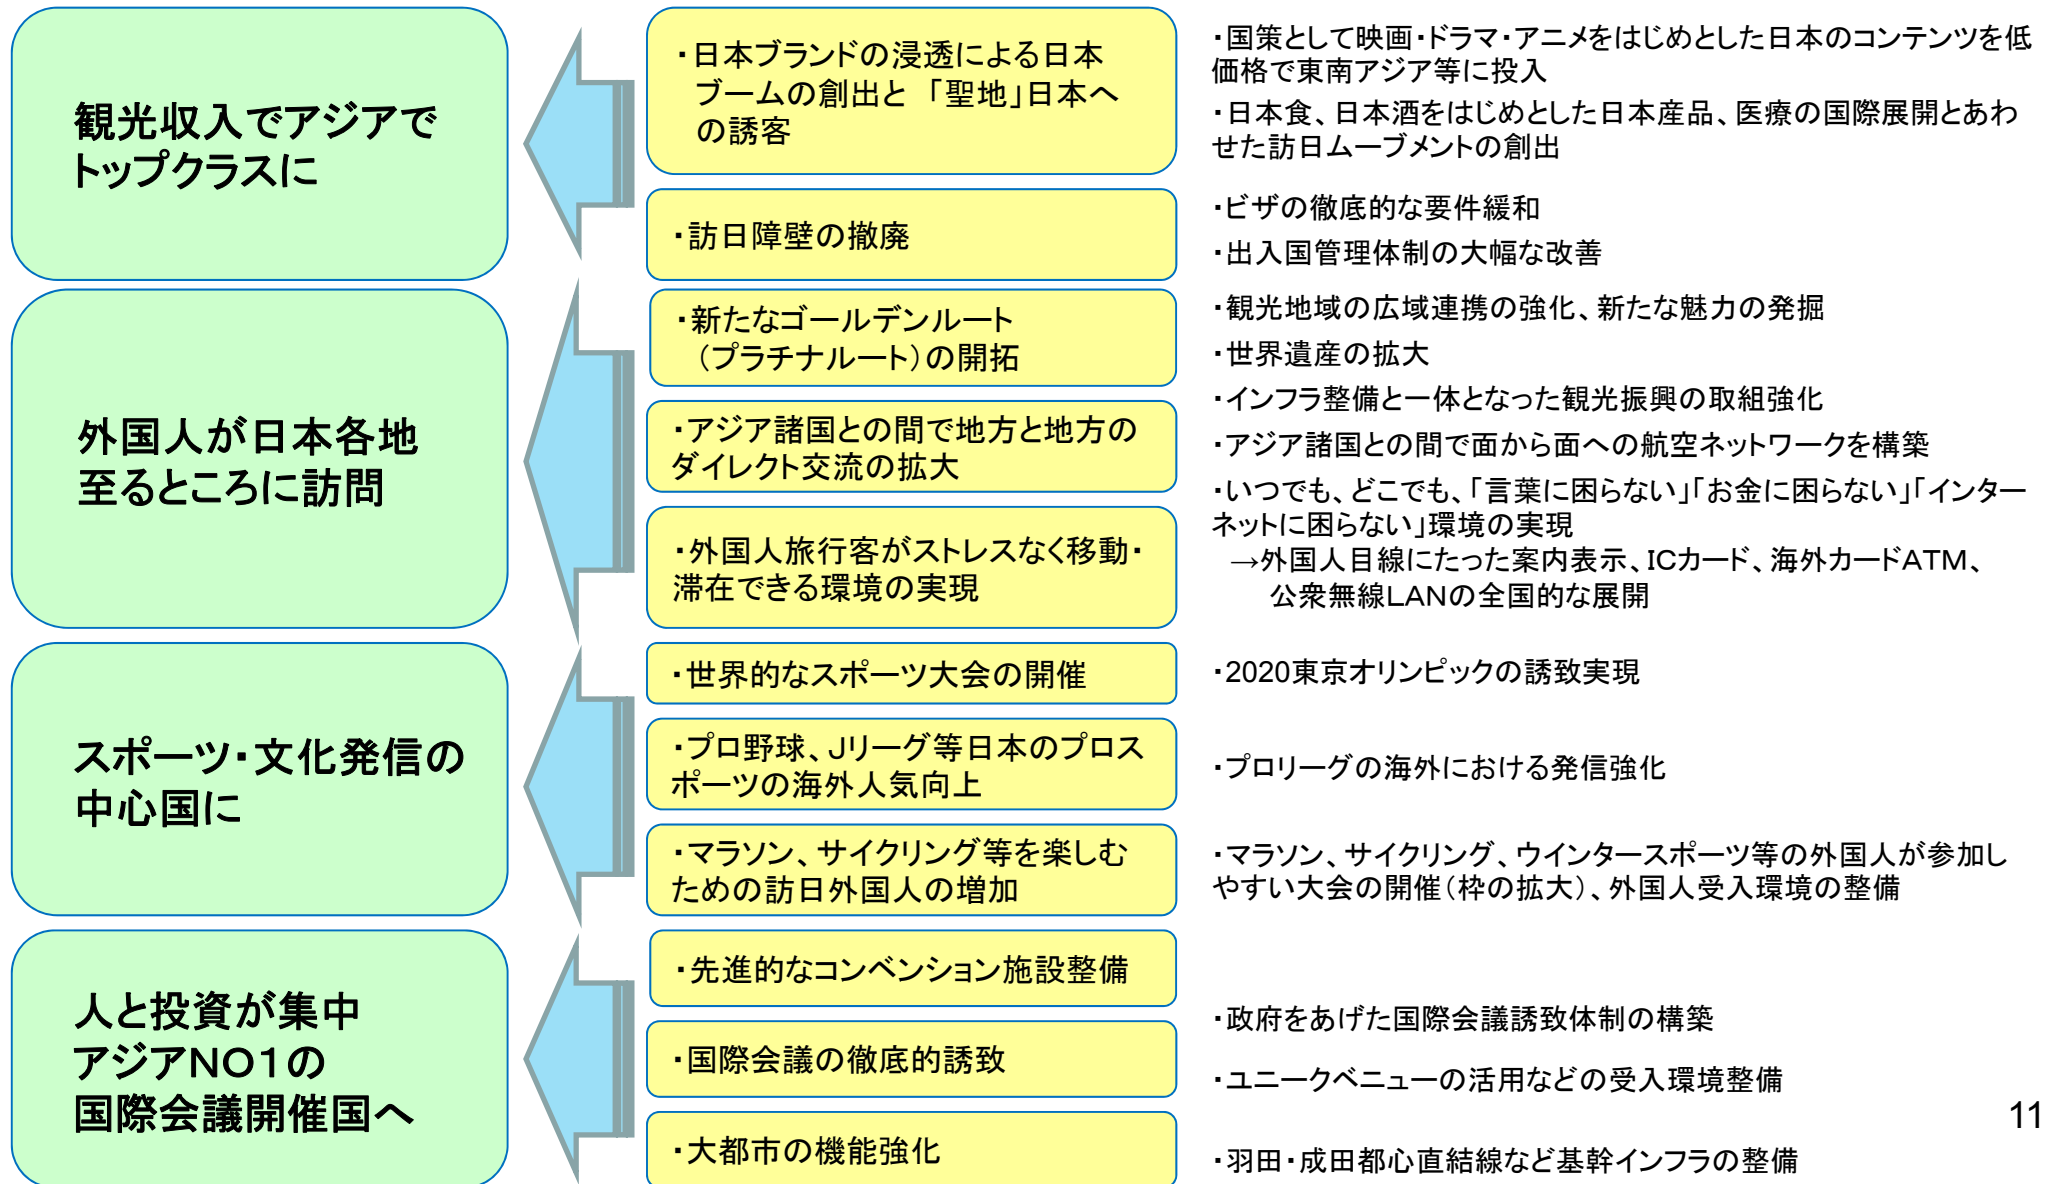 観光収入でアジアで
トップクラスに
・日本ブランドの浸透による日本
ブームの創出と 「聖地」日本へ
の誘客
・国策として映画・ドラマ・アニメをはじめとした日本のコンテンツを低
価格で東南アジア等に投入
・日本食、日本酒をはじめとした日本産品、医療の国際展開とあわ
せた訪日ムーブメントの創出
・訪日障壁の撤廃
・ビザの徹底的な要件緩和
・出入国管理体制の大幅な改善
外国人が日本各地
至るところに訪問
・新たなゴールデンルート
（プラチナルート）の開拓
・観光地域の広域連携の強化、新たな魅力の発掘
・世界遺産の拡大
・インフラ整備と一体となった観光振興の取組強化
・アジア諸国との間で地方と地方の
ダイレクト交流の拡大
・アジア諸国との間で面から面への航空ネットワークを構築
・外国人旅行客がストレスなく移動・
滞在できる環境の実現
・いつでも、どこでも、「言葉に困らない」「お金に困らない」「インター
ネットに困らない」環境の実現
→外国人目線にたった案内表示、ICカード、海外カードATM、
公衆無線LANの全国的な展開
スポーツ・文化発信の
中心国に
・世界的なスポーツ大会の開催
・2020東京オリンピックの誘致実現
・プロ野球、Jリーグ等日本のプロス
ポーツの海外人気向上
・プロリーグの海外における発信強化
・マラソン、サイクリング等を楽しむ
ための訪日外国人の増加
・マラソン、サイクリング、ウインタースポーツ等の外国人が参加し
やすい大会の開催（枠の拡大）、外国人受入環境の整備
人と投資が集中
アジアNO1の
国際会議開催国へ
・先進的なコンベンション施設整備
・国際会議の徹底的誘致
・政府をあげた国際会議誘致体制の構築
・ユニークベニューの活用などの受入環境整備
・大都市の機能強化
・羽田・成田都心直結線など基幹インフラの整備
11